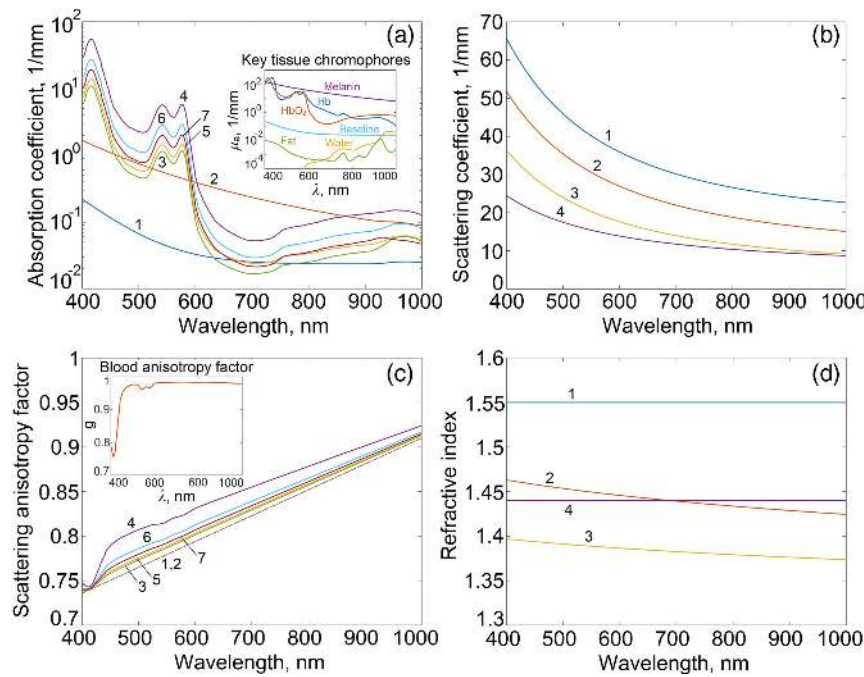 (a)
Absorption coefficient, 1/mm
10²
10¹
10⁰
10⁻¹
10⁻²
400 500 600 700 800 900 1000
Wavelength, nm
4
6
7
5
3
2
1
Key tissue chromophores
μa, 1/mm
10²
10⁰
10⁻²
10⁻⁴
Melanin
Hb
HbO₂
Baseline
Fat
Water
400 600 800 1000
λ, nm
(b)
Scattering coefficient, 1/mm
70
60
50
40
30
20
10
0
1
2
3
4
400 500 600 700 800 900 1000
Wavelength, nm
(c)
Scattering anisotropy factor
1
0.95
0.9
0.85
0.8
0.75
0.7
Blood anisotropy factor
g
1
0.9
0.8
0.7
400 600 800 1000
λ, nm
4
6
1,2
7
5
3
400 500 600 700 800 900 1000
Wavelength, nm
(d)
Refractive index
1.6
1.55
1.5
1.45
1.4
1.35
1.3
1
2
4
3
400 500 600 700 800 900 1000
Wavelength, nm